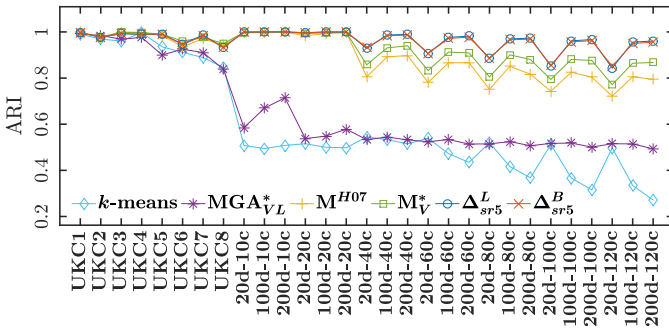 ARI
1
0.8
0.6
0.4
0.2
k-means MGA*VL M^H07 M*V Δ^L sr5 Δ^B sr5
UKC1
UKC2
UKC3
UKC4
UKC5
UKC6
UKC7
UKC8
20d-10c
100d-10c
200d-10c
20d-20c
100d-20c
200d-20c
20d-40c
100d-40c
200d-40c
20d-60c
100d-60c
200d-60c
20d-80c
100d-80c
200d-80c
20d-100c
100d-100c
200d-100c
20d-120c
100d-120c
200d-120c